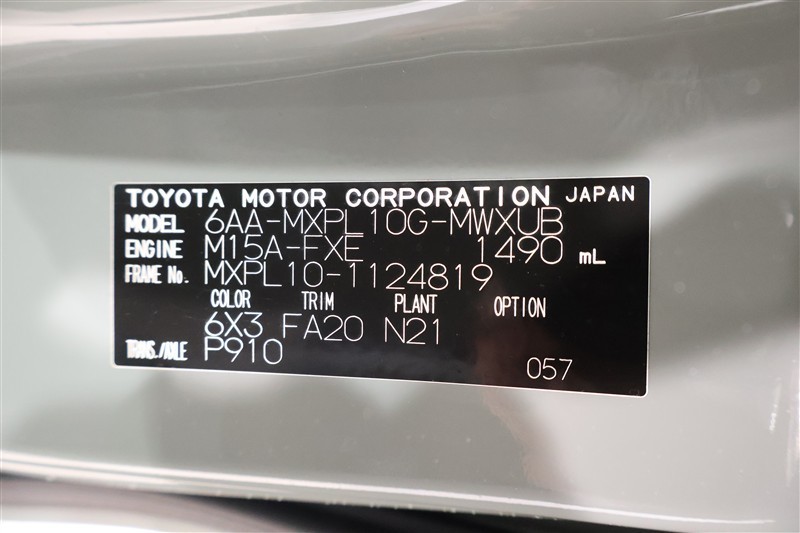 TOYOTA MOTOR CORPORATION JAPAN
MODEL 6AA-MXPL10G-MWXUB
ENGINE M15A-FXE 1490 mL
FRAME No. MXPL10-1124819
COLOR TRIM PLANT OPTION
6X3 FA20 N21
TRANS./AXLE P910
057